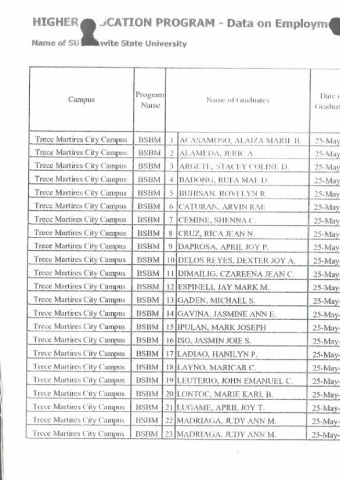 HIGHER UCATION PROGRAM - Data on Employm
Name of SU avite State University
Campus Program Name Name of Graduates Date o Graduat
Trece Martires City Campus BSBM 1 ACASAMOSO, ALAIZA MARIE B. 25-May
Trece Martires City Campus BSBM 2 ALAMEDA, JERIC A. 25-May
Trece Martires City Campus BSBM 3 ARGETE, STACEY COLINE D. 25-May
Trece Martires City Campus BSBM 4 BADONG, RUFA MAE D. 25-May
Trece Martires City Campus BSBM 5 BUHISAN, ROVELYN R. 25-May
Trece Martires City Campus BSBM 6 CATURAN, ARVIN RAE 25-May
Trece Martires City Campus BSBM 7 CEMINE, SHENNA C. 25-May
Trece Martires City Campus BSBM 8 CRUZ, RICA JEAN N. 25-May-
Trece Martires City Campus BSBM 9 DAPROSA, APRIL JOY P. 25-May-
Trece Martires City Campus BSBM 10 DELOS REYES, DEXTER JOY A. 25-May-
Trece Martires City Campus BSBM 11 DIMAILIG, CZAREENA JEAN C. 25-May-
Trece Martires City Campus BSBM 12 ESPINELI, JAY MARK M. 25-May-
Trece Martires City Campus BSBM 13 GADEN, MICHAEL S. 25-May-
Trece Martires City Campus BSBM 14 GAVINA, JASMINE ANN E. 25-May-
Trece Martires City Campus BSBM 15 IPULAN, MARK JOSEPH 25-May-
Trece Martires City Campus BSBM 16 ISO, JASMIN JOIE S. 25-May-
Trece Martires City Campus BSBM 17 LADIAO, HANILYN P. 25-May-
Trece Martires City Campus BSBM 18 LAYNO, MARICAR C. 25-May-
Trece Martires City Campus BSBM 19 LEUTERIO, JOHN EMANUEL C. 25-May-
Trece Martires City Campus BSBM 20 LONTOC, MARIE KARL B. 25-May-
Trece Martires City Campus BSBM 21 LUGAME, APRIL JOY T. 25-May-
Trece Martires City Campus BSBM 22 MADRIAGA, JUDY ANN M. 25-May-
Trece Martires City Campus BSBM 23 MADRIAGA, JUDY ANN M. 25-May-